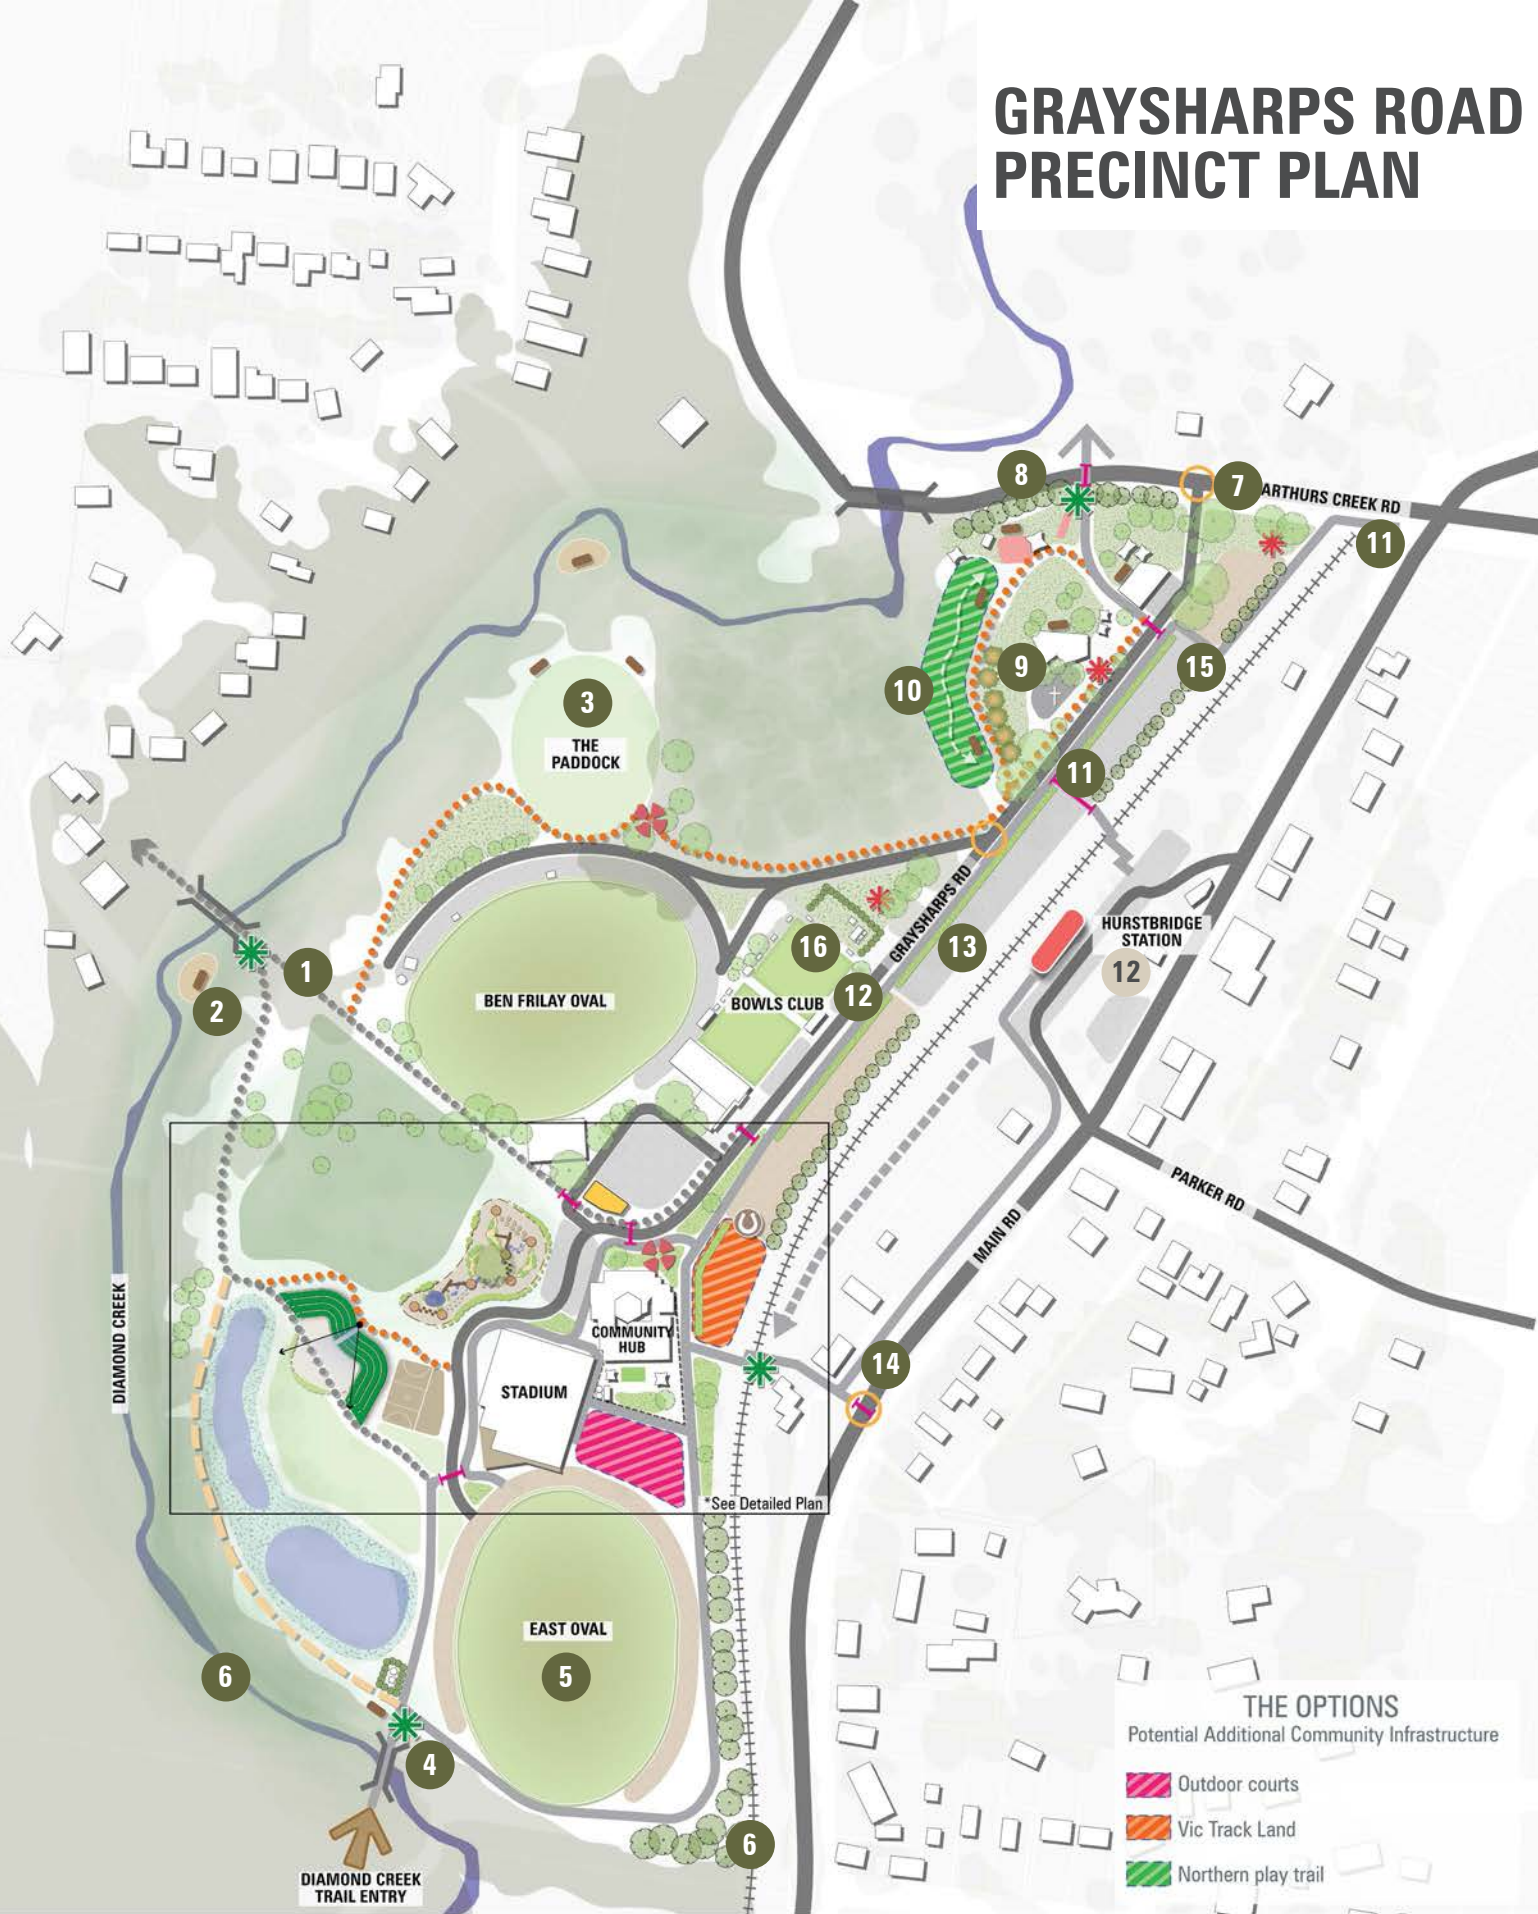 GRAYSHARPS ROAD
PRECINCT PLAN
8
7
ARTHURS CREEK RD
11
9
15
10
3
THE
PADDOCK
11
GRAYSHARPS RD
HURSTBRIDGE
STATION
16
13
12
1
BEN FRILAY OVAL
BOWLS CLUB
12
2
PARKER RD
MAIN RD
DIAMOND CREEK
COMMUNITY
HUB
14
STADIUM
*See Detailed Plan
EAST OVAL
5
6
4
6
DIAMOND CREEK
TRAIL ENTRY
THE OPTIONS
Potential Additional Community Infrastructure
Outdoor courts
Vic Track Land
Northern play trail